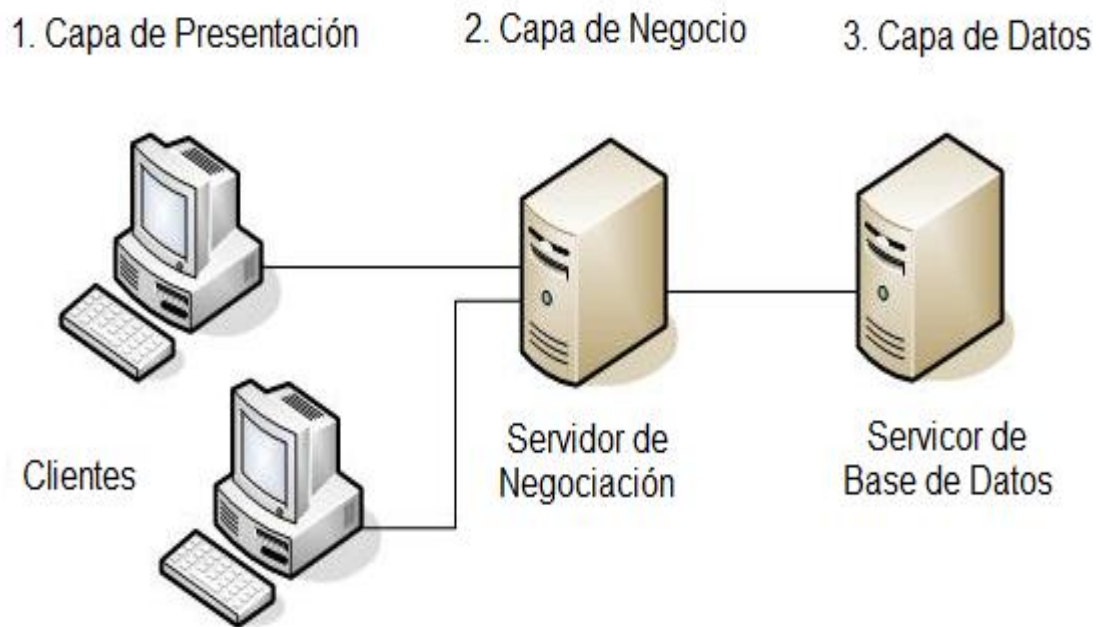 1. Capa de Presentación
2. Capa de Negocio
3. Capa de Datos
Clientes
Servidor de
Negociación
Servicor de
Base de Datos